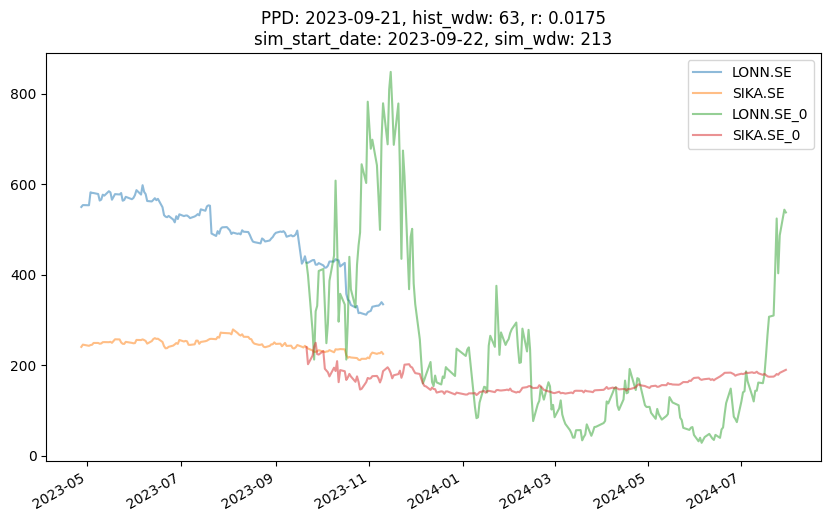 PPD: 2023-09-21, hist_wdw: 63, r: 0.0175
sim_start_date: 2023-09-22, sim_wdw: 213
LONN.SE
SIKA.SE
LONN.SE_0
SIKA.SE_0
800
600
400
200
0
2023-05
2023-07
2023-09
2023-11
2024-01
2024-03
2024-05
2024-07